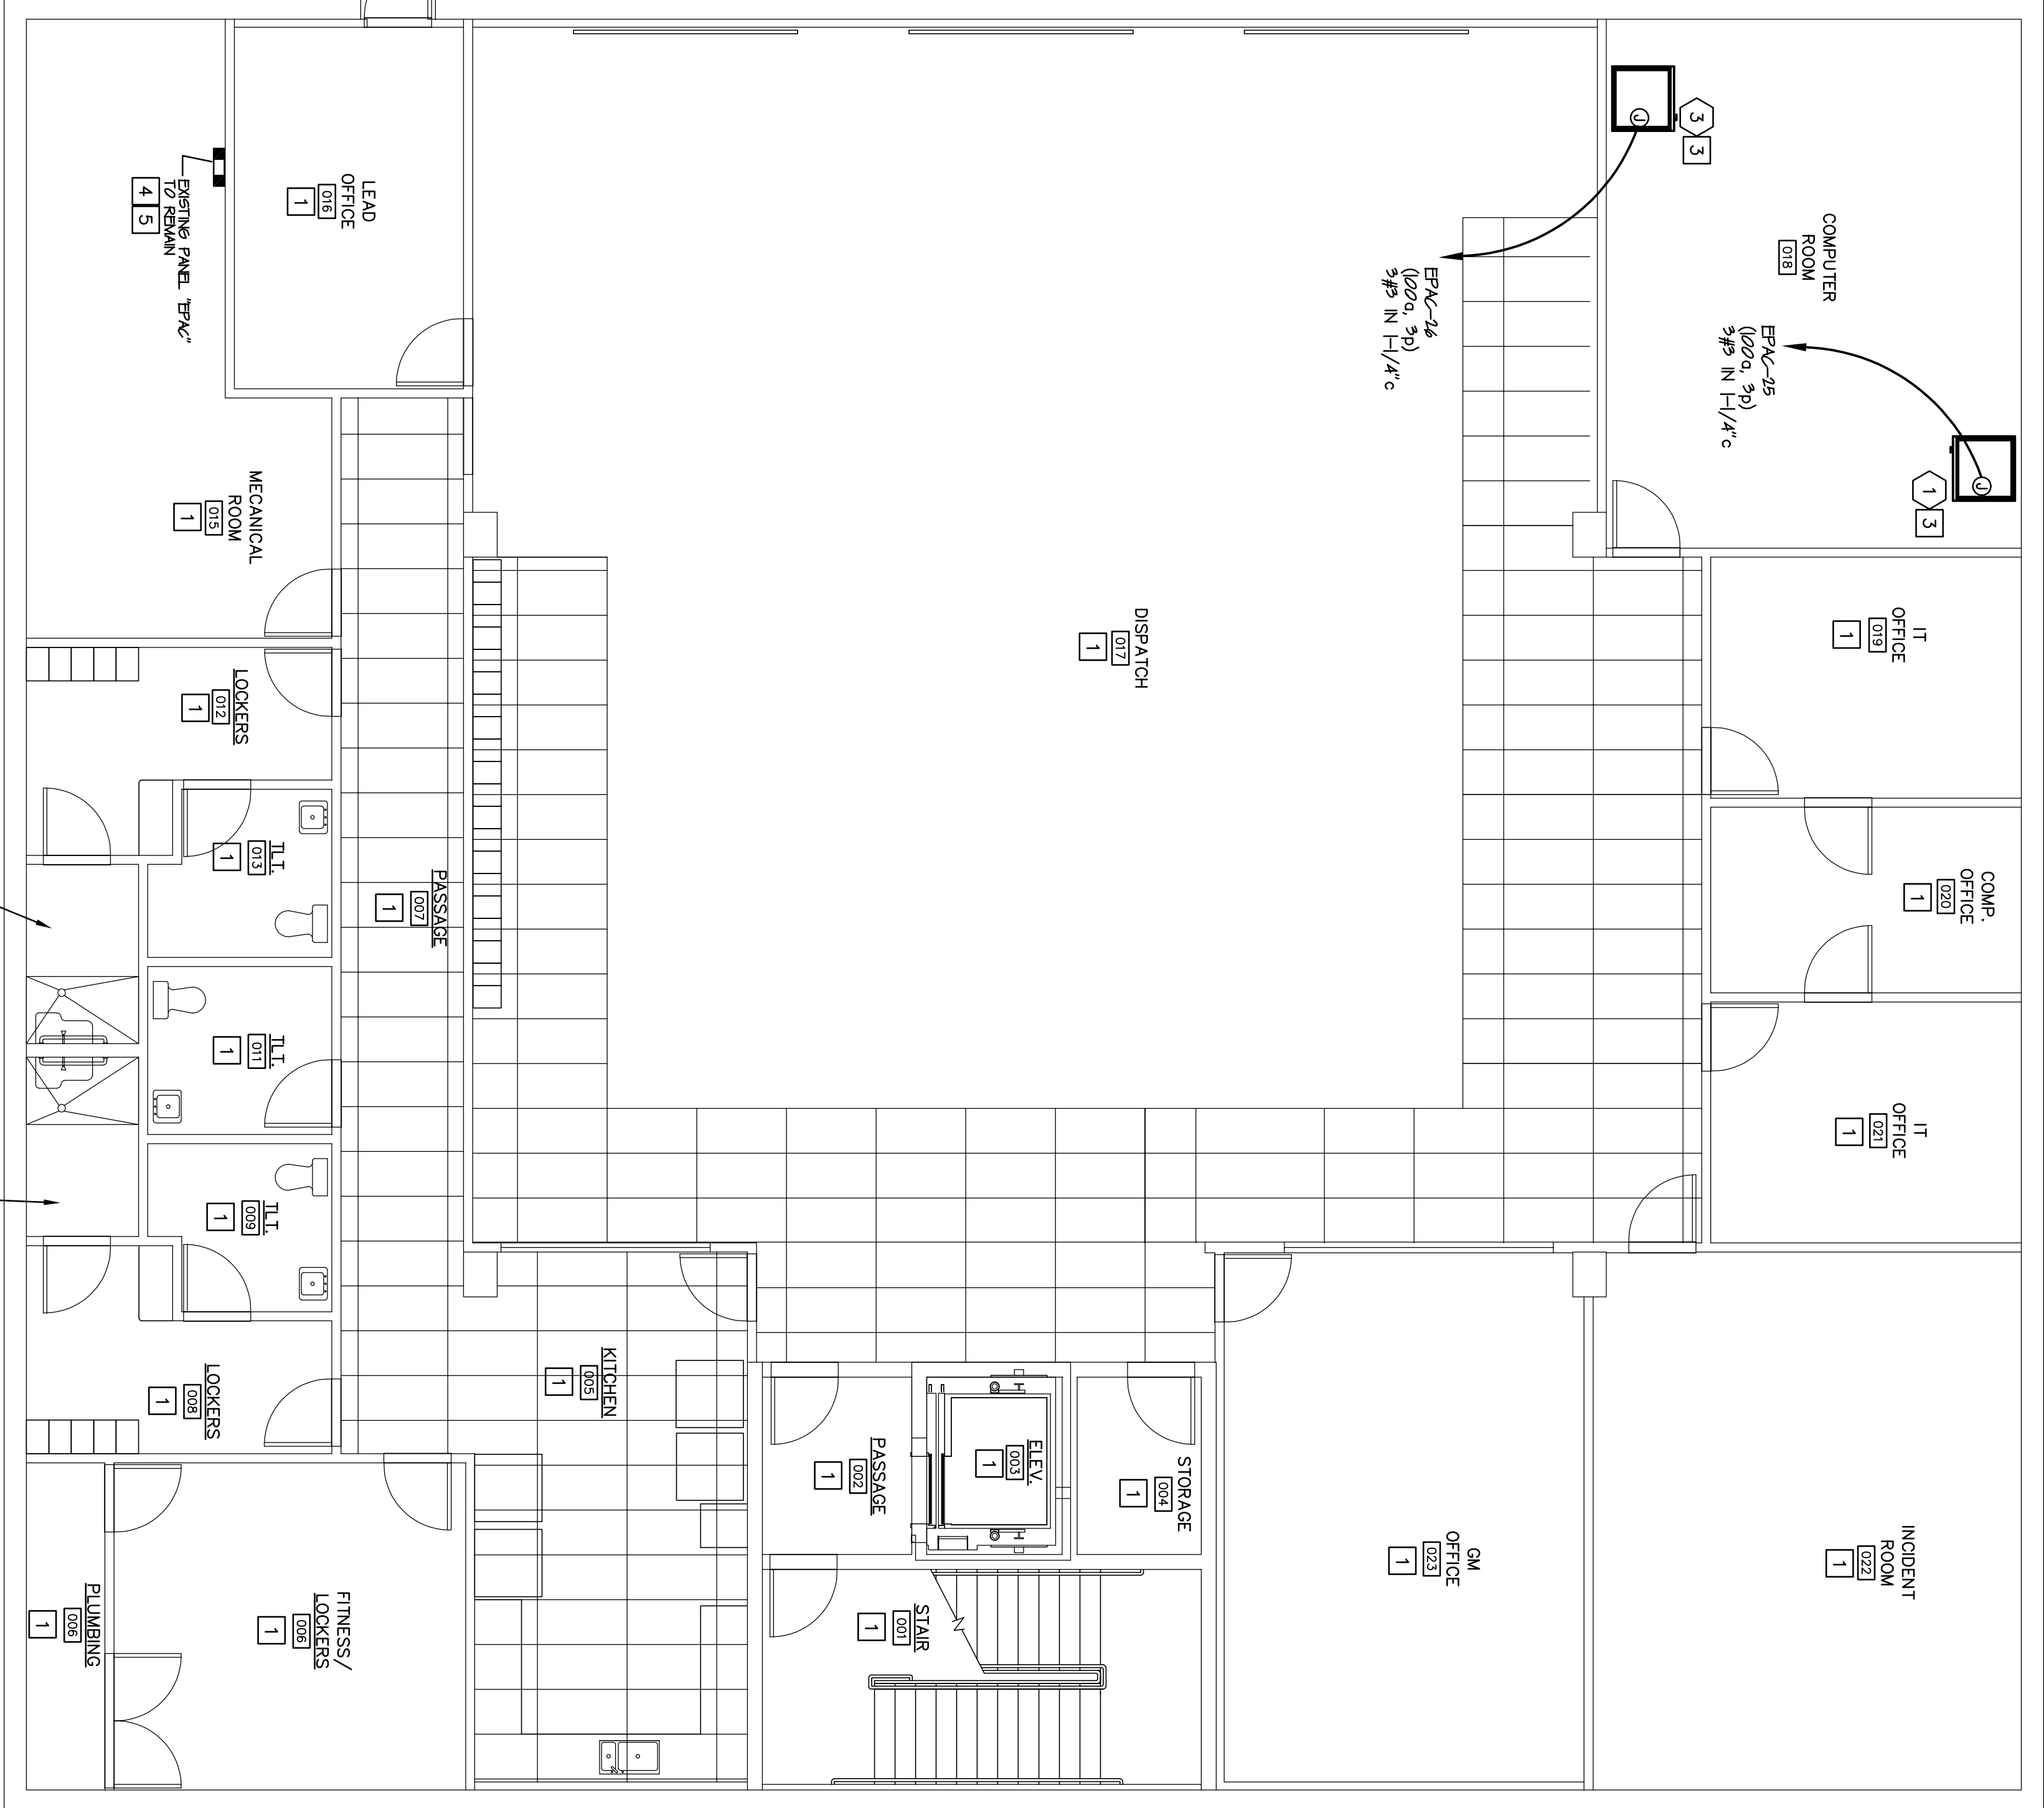 COMPUTER
ROOM
018
3
3
J
EPAC-26
(100a, 3p)
3#3 IN 1-1/4"c
EPAC-25
(100a, 3p)
3#3 IN 1-1/4"c
J
1
3
IT
OFFICE
019
1
COMP.
OFFICE
020
1
IT
OFFICE
021
1
INCIDENT
ROOM
022
1
GM
OFFICE
023
1
DISPATCH
017
1
LEAD
OFFICE
016
1
EXISTING PANEL "EPAC"
TO REMAIN
4 5
MECANICAL
ROOM
015
1
LOCKERS
012
1
TLT.
013
1
PASSAGE
007
1
TLT.
011
1
TLT.
009
1
LOCKERS
008
1
KITCHEN
005
1
STORAGE
004
1
ELEV.
003
1
PASSAGE
002
1
STAIR
001
1
FITNESS/
LOCKERS
006
1
PLUMBING
006
1